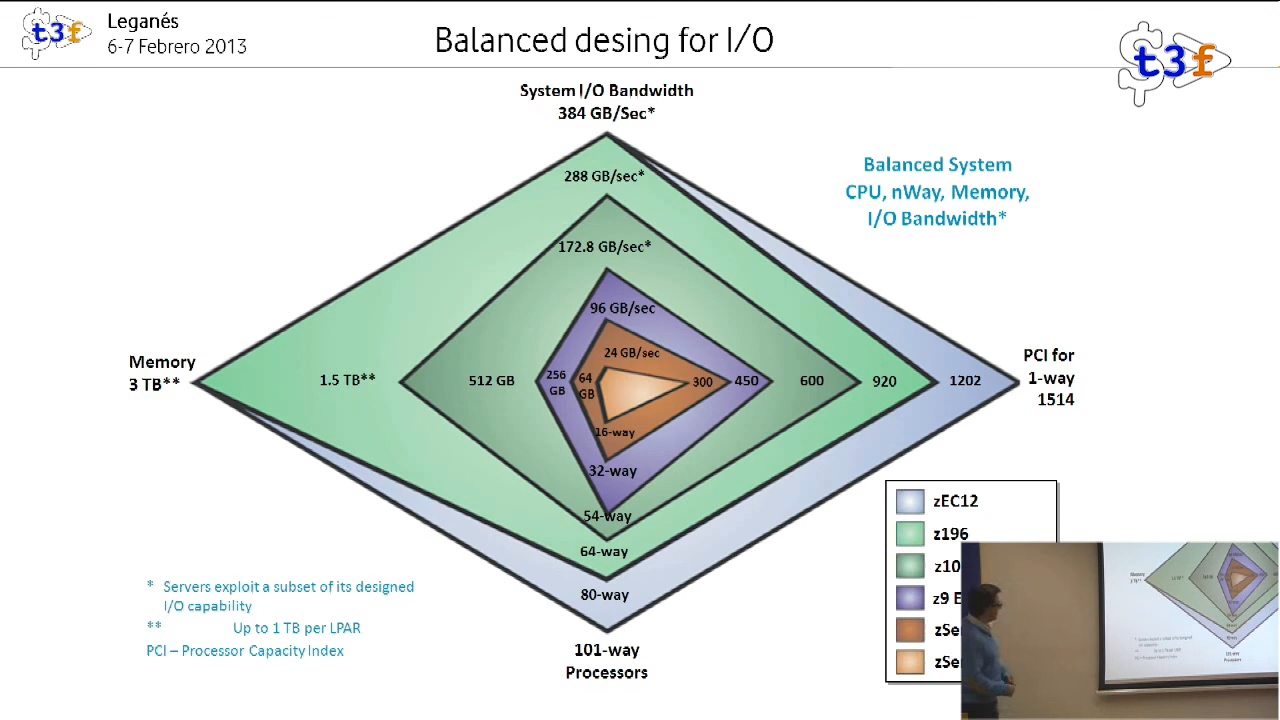 t3f
Leganés
6-7 Febrero 2013
Balanced desing for I/O
t3f
System I/O Bandwidth
384 GB/Sec*
Balanced System
CPU, nWay, Memory,
I/O Bandwidth*
288 GB/sec*
172.8 GB/sec*
96 GB/sec
24 GB/sec
Memory
3 TB**
1.5 TB**
512 GB
256
GB
64
GB
300
450
600
920
1202
PCI for
1-way
1514
16-way
32-way
54-way
64-way
80-way
101-way
Processors
* Servers exploit a subset of its designed
I/O capability
** Up to 1 TB per LPAR
PCI – Processor Capacity Index
zEC12
z196
z10
z9 E
zSe
zSe